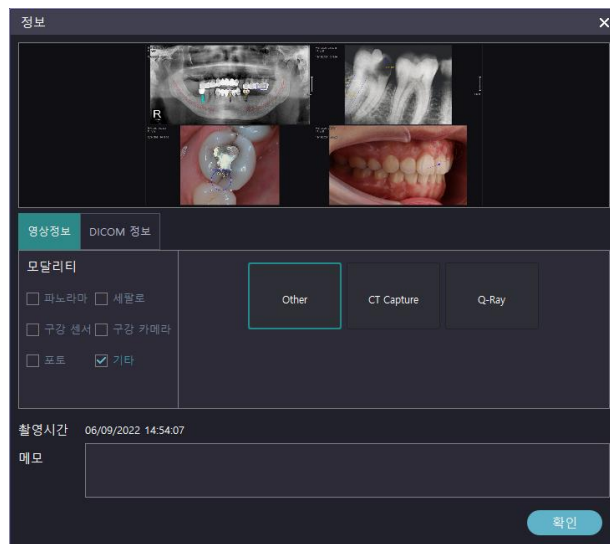 정보
R
영상정보 DICOM 정보
모달리티
파노라마 세팔로
구강 센서 구강 카메라
포토 기타
Other CT Capture Q-Ray
촬영시간 06/09/2022 14:54:07
메모
확인